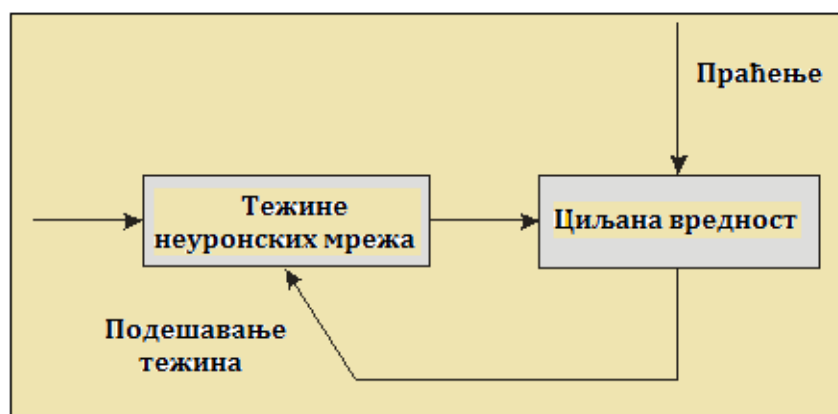 Праћење
Тежине
неуронских мрежа
Циљана вредност
Подешавање
тежина